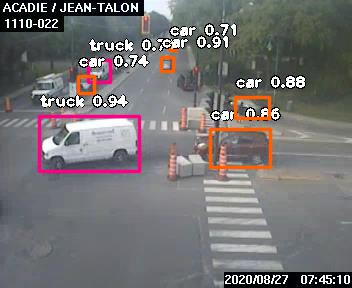 ACADIE / JEAN-TALON
1110-022
car 0.71
truck 0.7
car 0.91
car 0.74
car 0.88
truck 0.94
car 0.86
2020/08/27 07:45:10